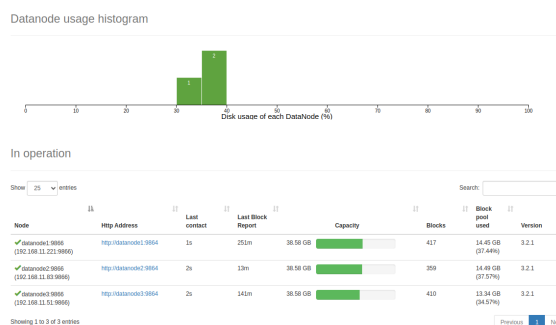 Datanode usage histogram
1
2
0 10 20 30 40 50 60 70 80 90 100
Disk usage of each DataNode (%)
In operation
Show 25 entries
Search:
Node Http Address Last contact Last Block Report Capacity Blocks Block pool used Version
datanode1:9866 http://datanode1:9864 1s 251m 38.58 GB 417 14.45 GB 3.2.1
(192.168.11.221:9866) (37.44%)
datanode2:9866 http://datanode2:9864 2s 13m 38.58 GB 359 14.49 GB 3.2.1
(192.168.11.83:9866) (37.57%)
datanode3:9866 http://datanode3:9864 2s 141m 38.58 GB 410 13.34 GB 3.2.1
(192.168.11.51:9866) (34.57%)
Showing 1 to 3 of 3 entries
Previous 1